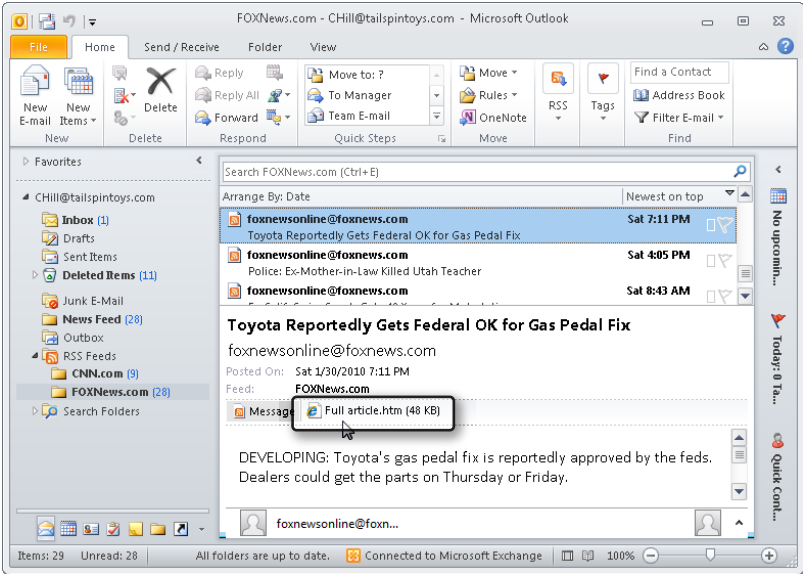 FOXNews.com - CHill@tailspintoys.com - Microsoft Outlook
File Home Send / Receive Folder View
New E-mail
New Items
New
Delete
Delete
Reply
Reply All
Forward
Respond
Move to: ?
To Manager
Team E-mail
Quick Steps
Move
Rules
OneNote
Move
RSS
Tags
Find a Contact
Address Book
Filter E-mail
Find
Favorites
CHill@tailspintoys.com
Inbox (1)
Drafts
Sent Items
Deleted Items (11)
Junk E-Mail
News Feed (28)
Outbox
RSS Feeds
CNN.com (9)
FOXNews.com (28)
Search Folders
Search FOXNews.com (Ctrl+E)
Arrange By: Date Newest on top
foxnewsonline@foxnews.com Sat 7:11 PM
Toyota Reportedly Gets Federal OK for Gas Pedal Fix
foxnewsonline@foxnews.com Sat 4:05 PM
Police: Ex-Mother-in-Law Killed Utah Teacher
foxnewsonline@foxnews.com Sat 8:43 AM
Toyota Reportedly Gets Federal OK for Gas Pedal Fix
foxnewsonline@foxnews.com
Posted On: Sat 1/30/2010 7:11 PM
Feed: FOXNews.com
Message Full article.htm (48 KB)
DEVELOPING: Toyota's gas pedal fix is reportedly approved by the feds.
Dealers could get the parts on Thursday or Friday.
foxnewsonline@foxn...
No upcomin...
Today: 0 Ta...
Quick Cont...
Items: 29 Unread: 28 All folders are up to date. Connected to Microsoft Exchange 100%